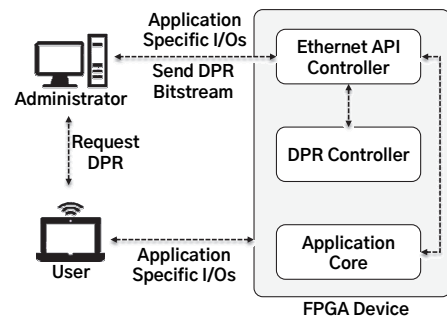 Application
Specific I/Os
Send DPR
Bitstream
Administrator
Request
DPR
User
Application
Specific I/Os
Ethernet API
Controller
DPR Controller
Application
Core
FPGA Device